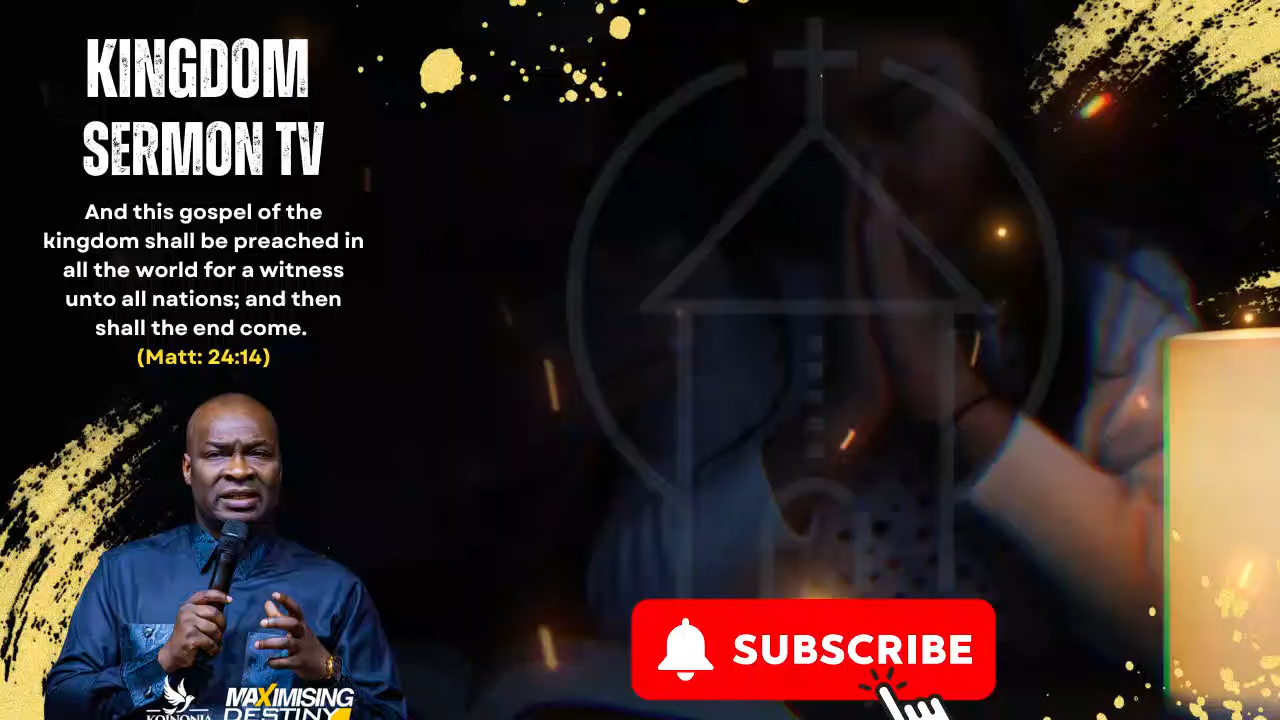 KINGDOM
SERMON TV
And this gospel of the
kingdom shall be preached in
all the world for a witness
unto all nations; and then
shall the end come.
(Matt: 24:14)
SUBSCRIBE
KOINONIA
MAXIMISING
DESTINY